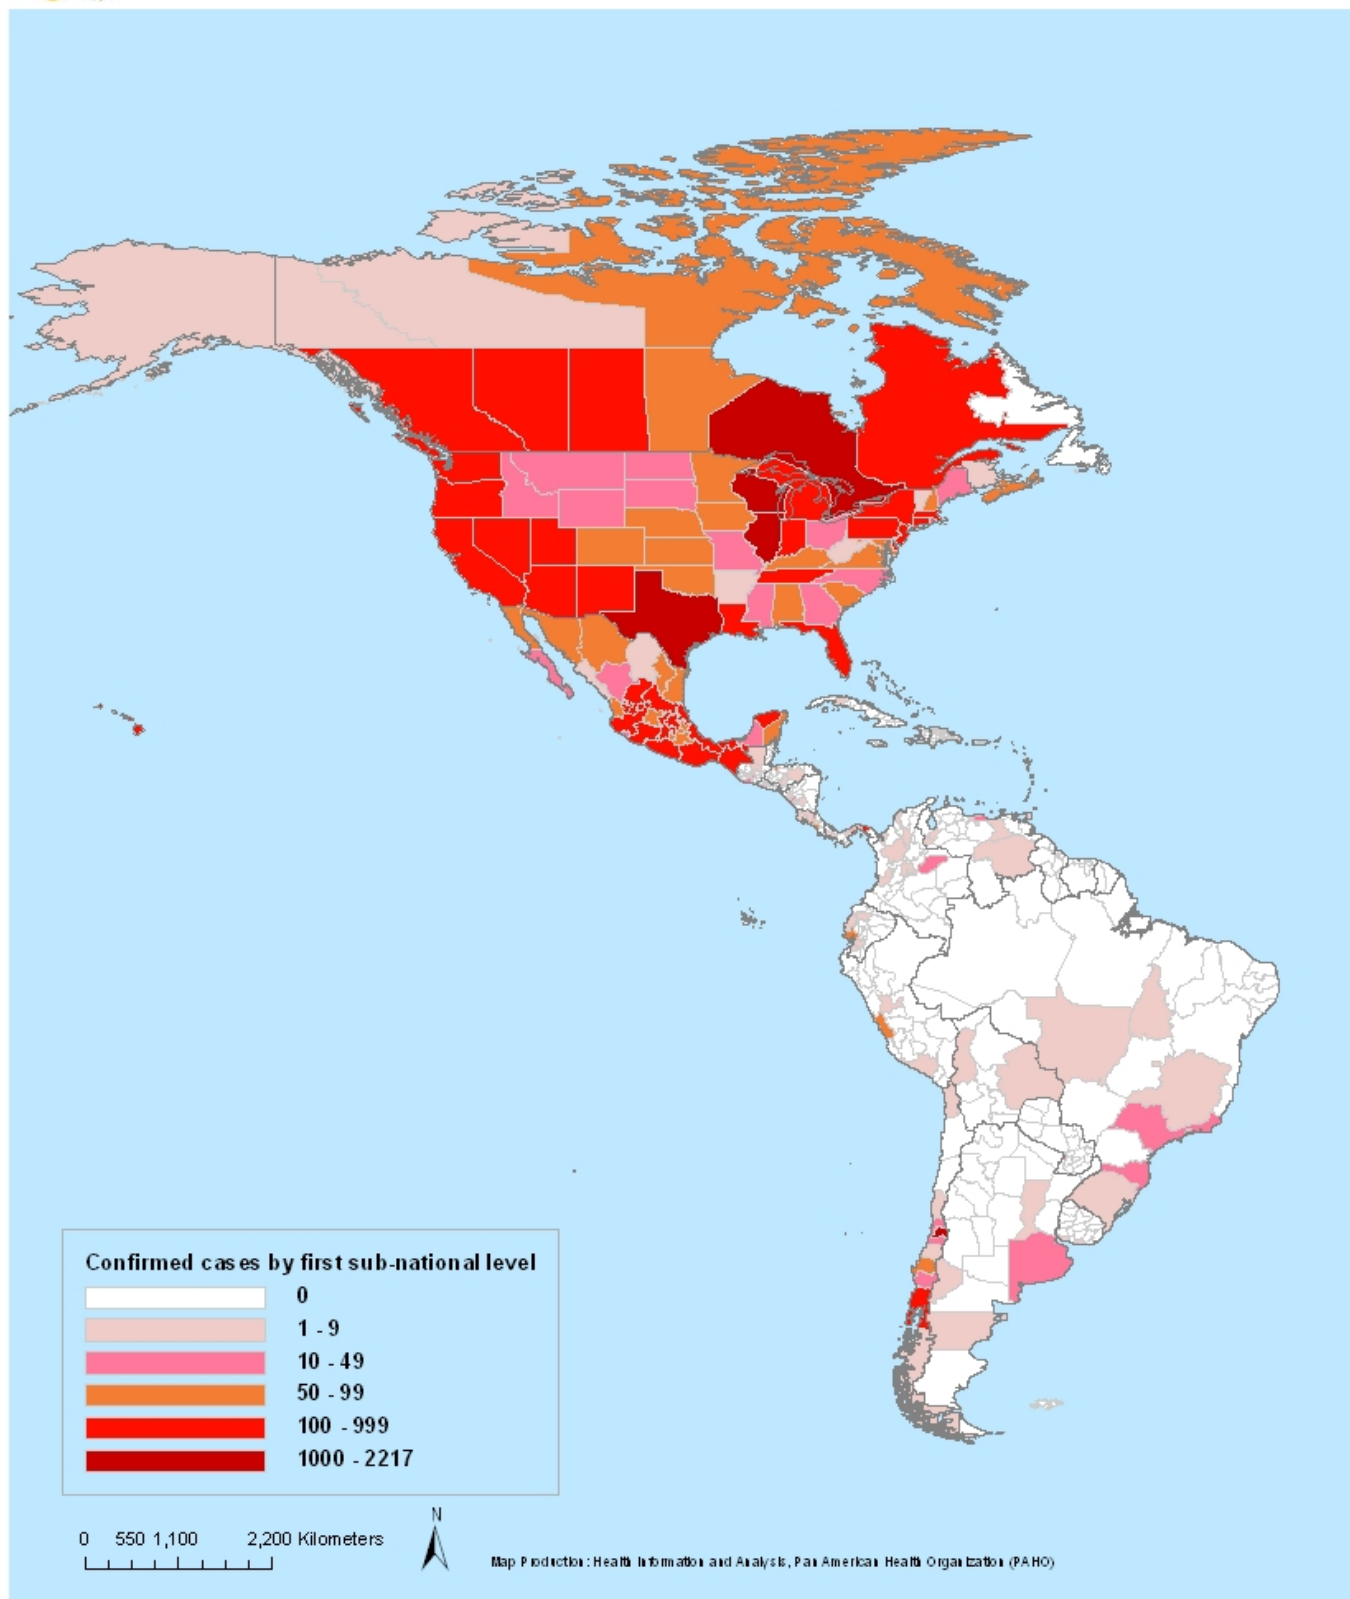 Confirmed cases by first sub-national level
0
1 - 9
10 - 49
50 - 99
100 - 999
1000 - 2217
0 550 1,100 2,200 Kilometers
N
Map Production: Health Information and Analysis, Pan American Health Organization (PAHO)